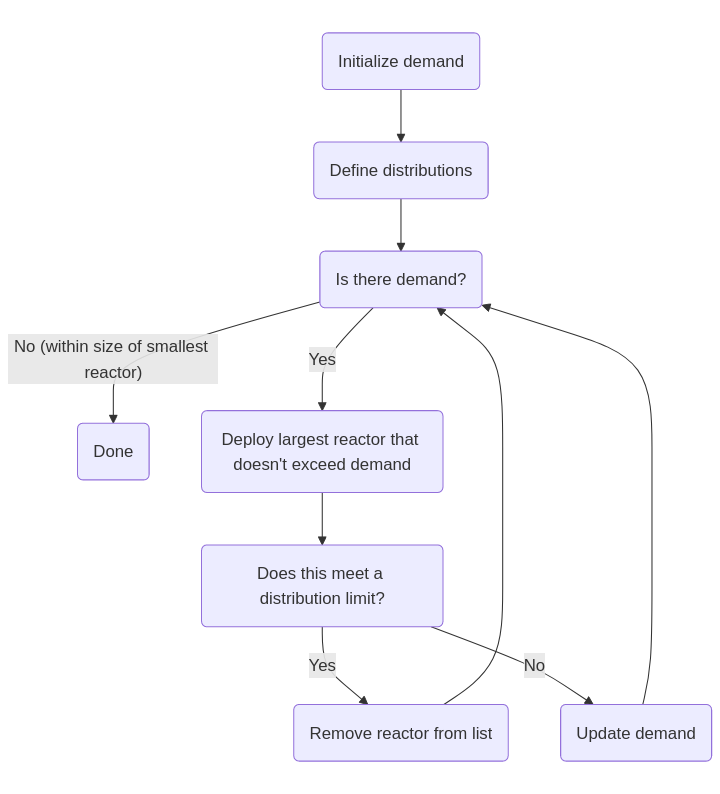 Initialize demand
Define distributions
Is there demand?
No (within size of smallest
reactor)
Yes
Deploy largest reactor that
doesn't exceed demand
Done
Does this meet a
distribution limit?
Yes
No
Remove reactor from list
Update demand